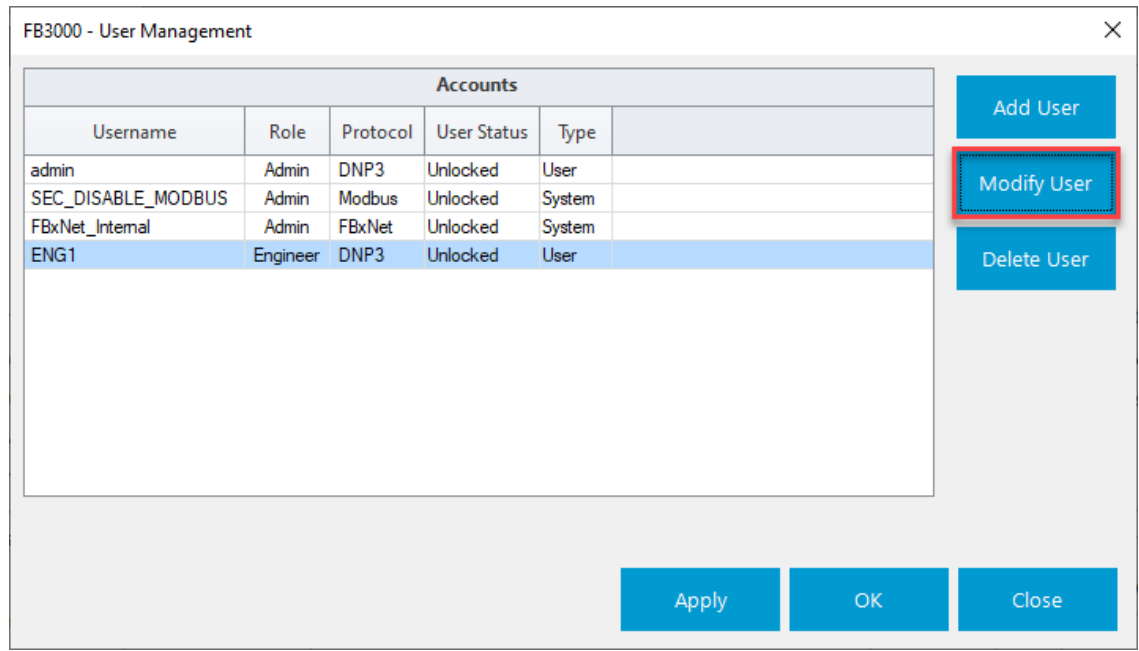 FB3000 - User Management
Accounts
Add User
Username Role Protocol User Status Type
admin Admin DNP3 Unlocked User
Modify User
SEC_DISABLE_MODBUS Admin Modbus Unlocked System
FBxNet_Internal Admin FBxNet Unlocked System
ENG1 Engineer DNP3 Unlocked User
Delete User
Apply OK Close